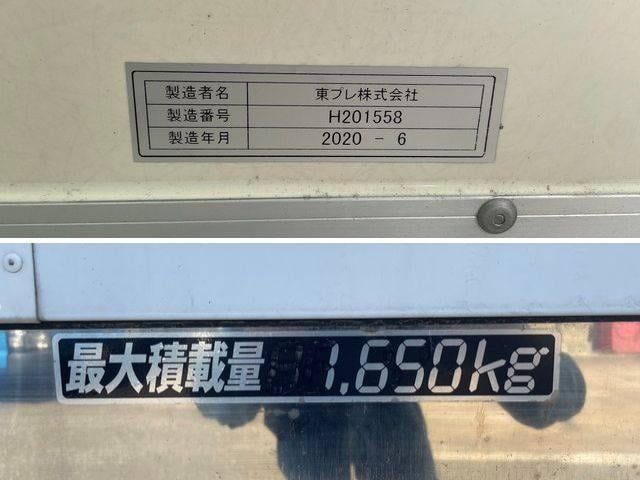 製造者名 東プレ株式会社
製造番号 H201558
製造年月 2020 - 6
最大積載量 1,650kg